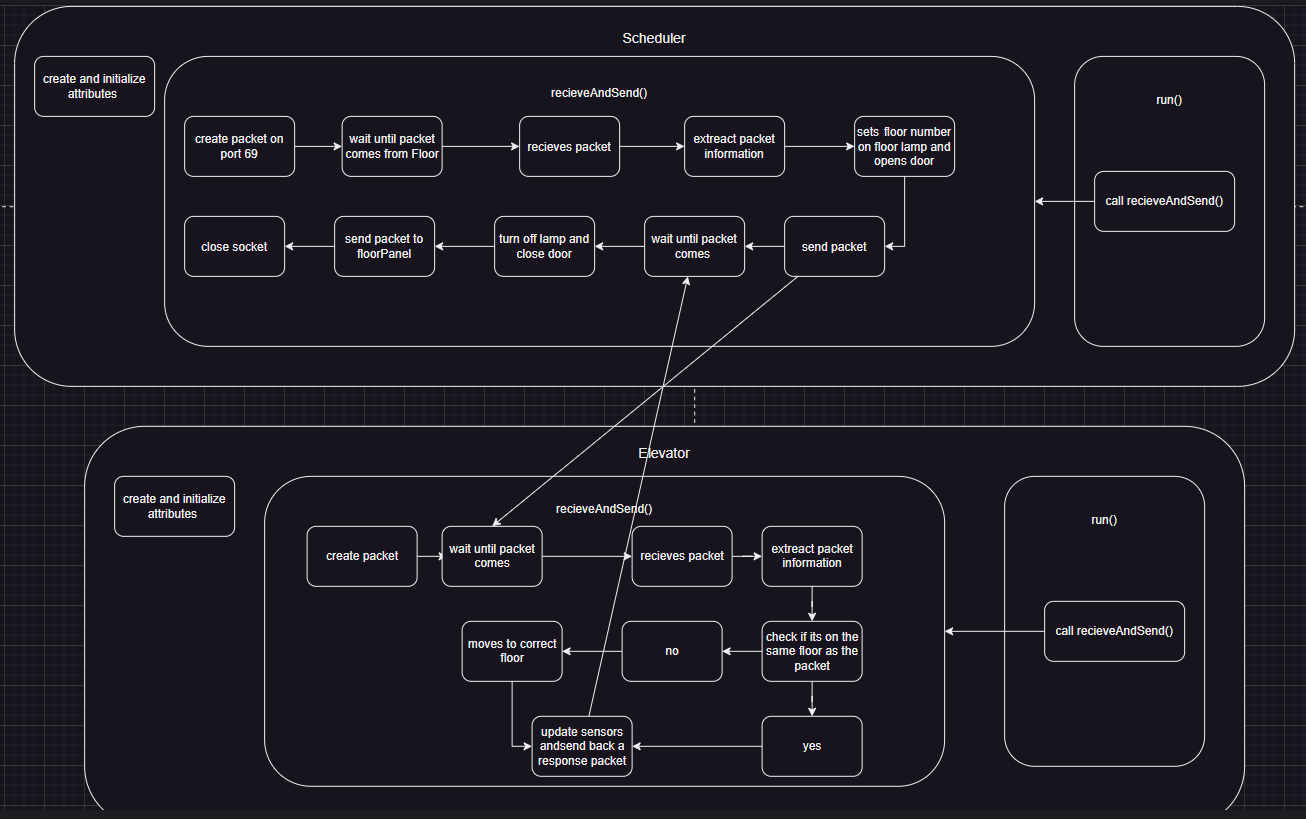 Scheduler
create and initialize
attributes
recieveAndSend()
run()
create packet on
port 69
wait until packet
comes from Floor
recieves packet
extreact packet
information
sets floor number
on floor lamp and
opens door
call recieveAndSend()
close socket
send packet to
floorPanel
turn off lamp and
close door
wait until packet
comes
send packet
Elevator
create and initialize
attributes
recieveAndSend()
run()
create packet
wait until packet
comes
recieves packet
extreact packet
information
moves to correct
floor
no
check if its on the
same floor as the
packet
call recieveAndSend()
update sensors
andsend back a
response packet
yes